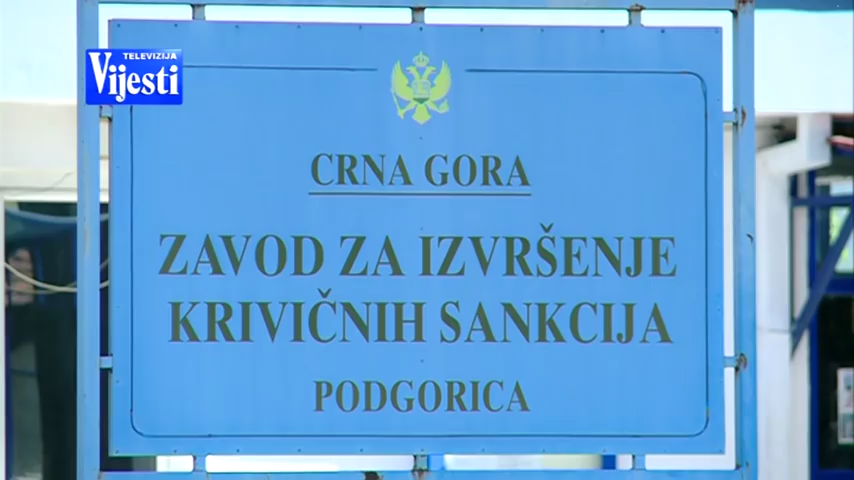 TELEVIZIJA
Vijesti
CRNA GORA
ZAVOD ZA IZVRŠENJE
KRIVIČNIH SANKCIJA
PODGORICA